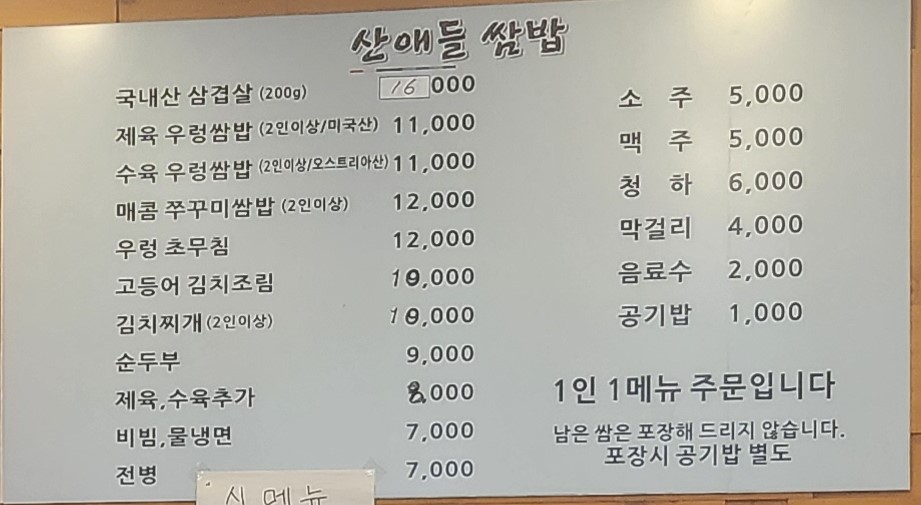 산애들 쌈밥
국내산 삼겹살 (200g) 16 000
제육 우렁쌈밥 (2인이상/미국산) 11,000
수육 우렁쌈밥 (2인이상/오스트리아산) 11,000
매콤 쭈꾸미쌈밥 (2인이상) 12,000
우렁 초무침 12,000
고등어 김치조림 10,000
김치찌개 (2인이상) 10,000
순두부 9,000
제육,수육추가 8,000
비빔,물냉면 7,000
전병 7,000
소 주 5,000
맥 주 5,000
청 하 6,000
막걸리 4,000
음료수 2,000
공기밥 1,000
1인 1메뉴 주문입니다
남은 쌈은 포장해 드리지 않습니다.
포장시 공기밥 별도